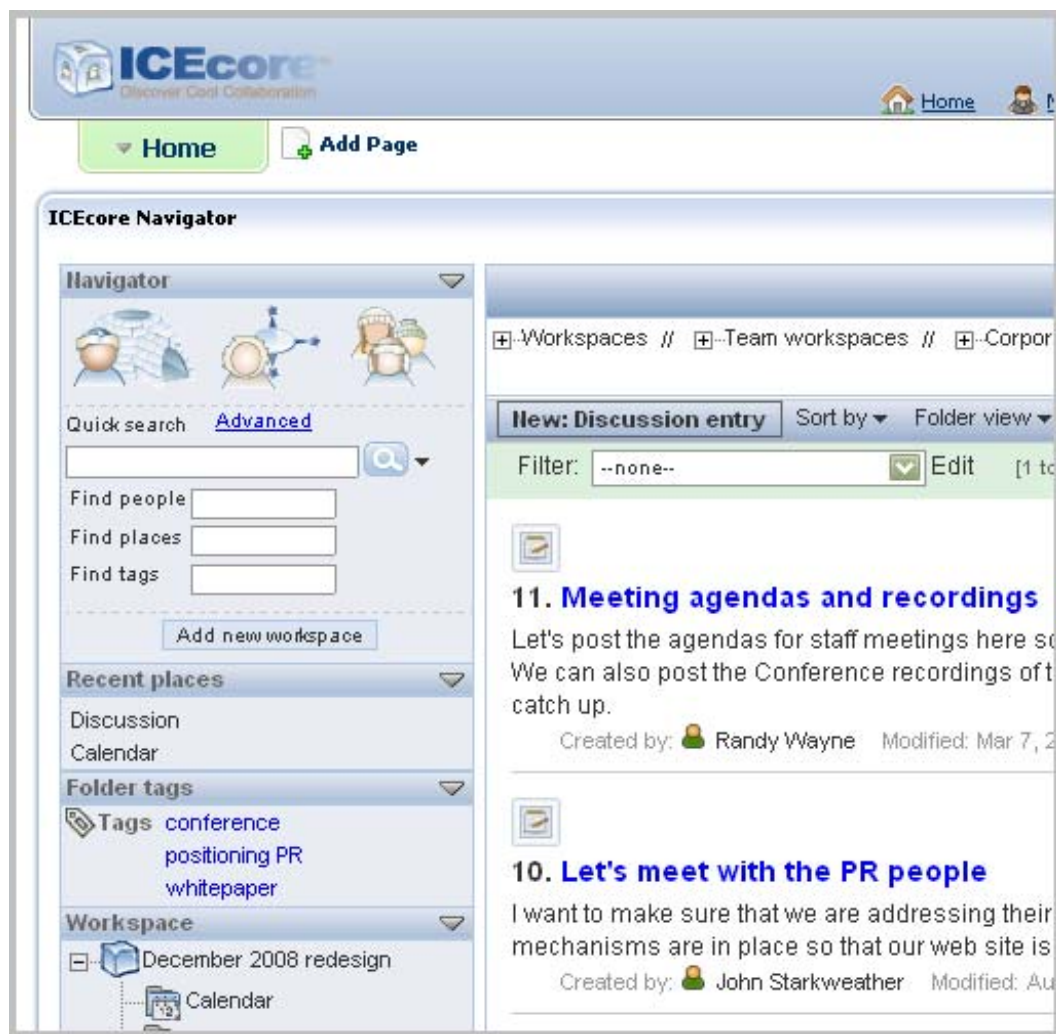 ICEcore
Discover Cool Collaboration
Home
Home
Add Page
ICEcore Navigator
Navigator
Quick search Advanced
Find people
Find places
Find tags
Add new workspace
Recent places
Discussion
Calendar
Folder tags
Tags conference
positioning PR
whitepaper
Workspace
December 2008 redesign
Calendar
Workspaces // Team workspaces // Corpor
New: Discussion entry Sort by Folder view
Filter: --none-- Edit [1 to
11. Meeting agendas and recordings
Let's post the agendas for staff meetings here so
We can also post the Conference recordings of t
catch up.
Created by: Randy Wayne Modified: Mar 7, 2
10. Let's meet with the PR people
I want to make sure that we are addressing their
mechanisms are in place so that our web site is
Created by: John Starkweather Modified: Au